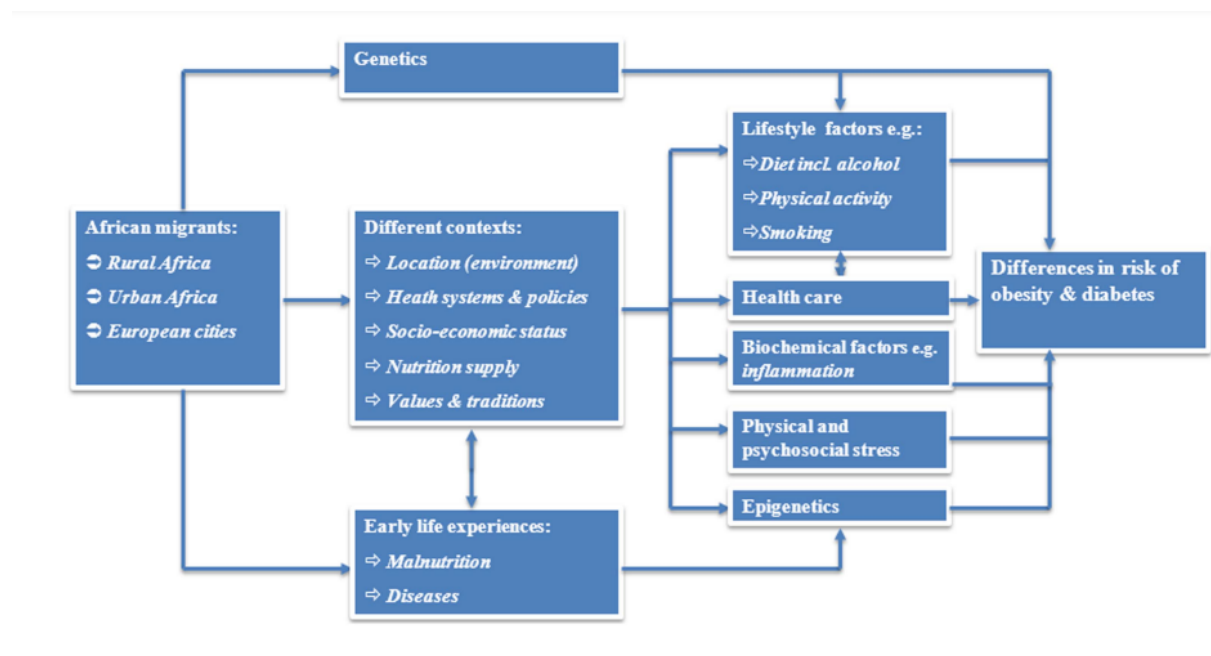 Genetics
Lifestyle factors e.g.:
⇨Diet incl. alcohol
⇨Physical activity
⇨Smoking
African migrants:
➲ Rural Africa
➲ Urban Africa
➲ European cities
Different contexts:
⇨ Location (environment)
⇨ Heath systems & policies
⇨ Socio-economic status
⇨ Nutrition supply
⇨ Values & traditions
Health care
Biochemical factors e.g.
inflammation
Physical and
psychosocial stress
Epigenetics
Differences in risk of
obesity & diabetes
Early life experiences:
⇨ Malnutrition
⇨ Diseases